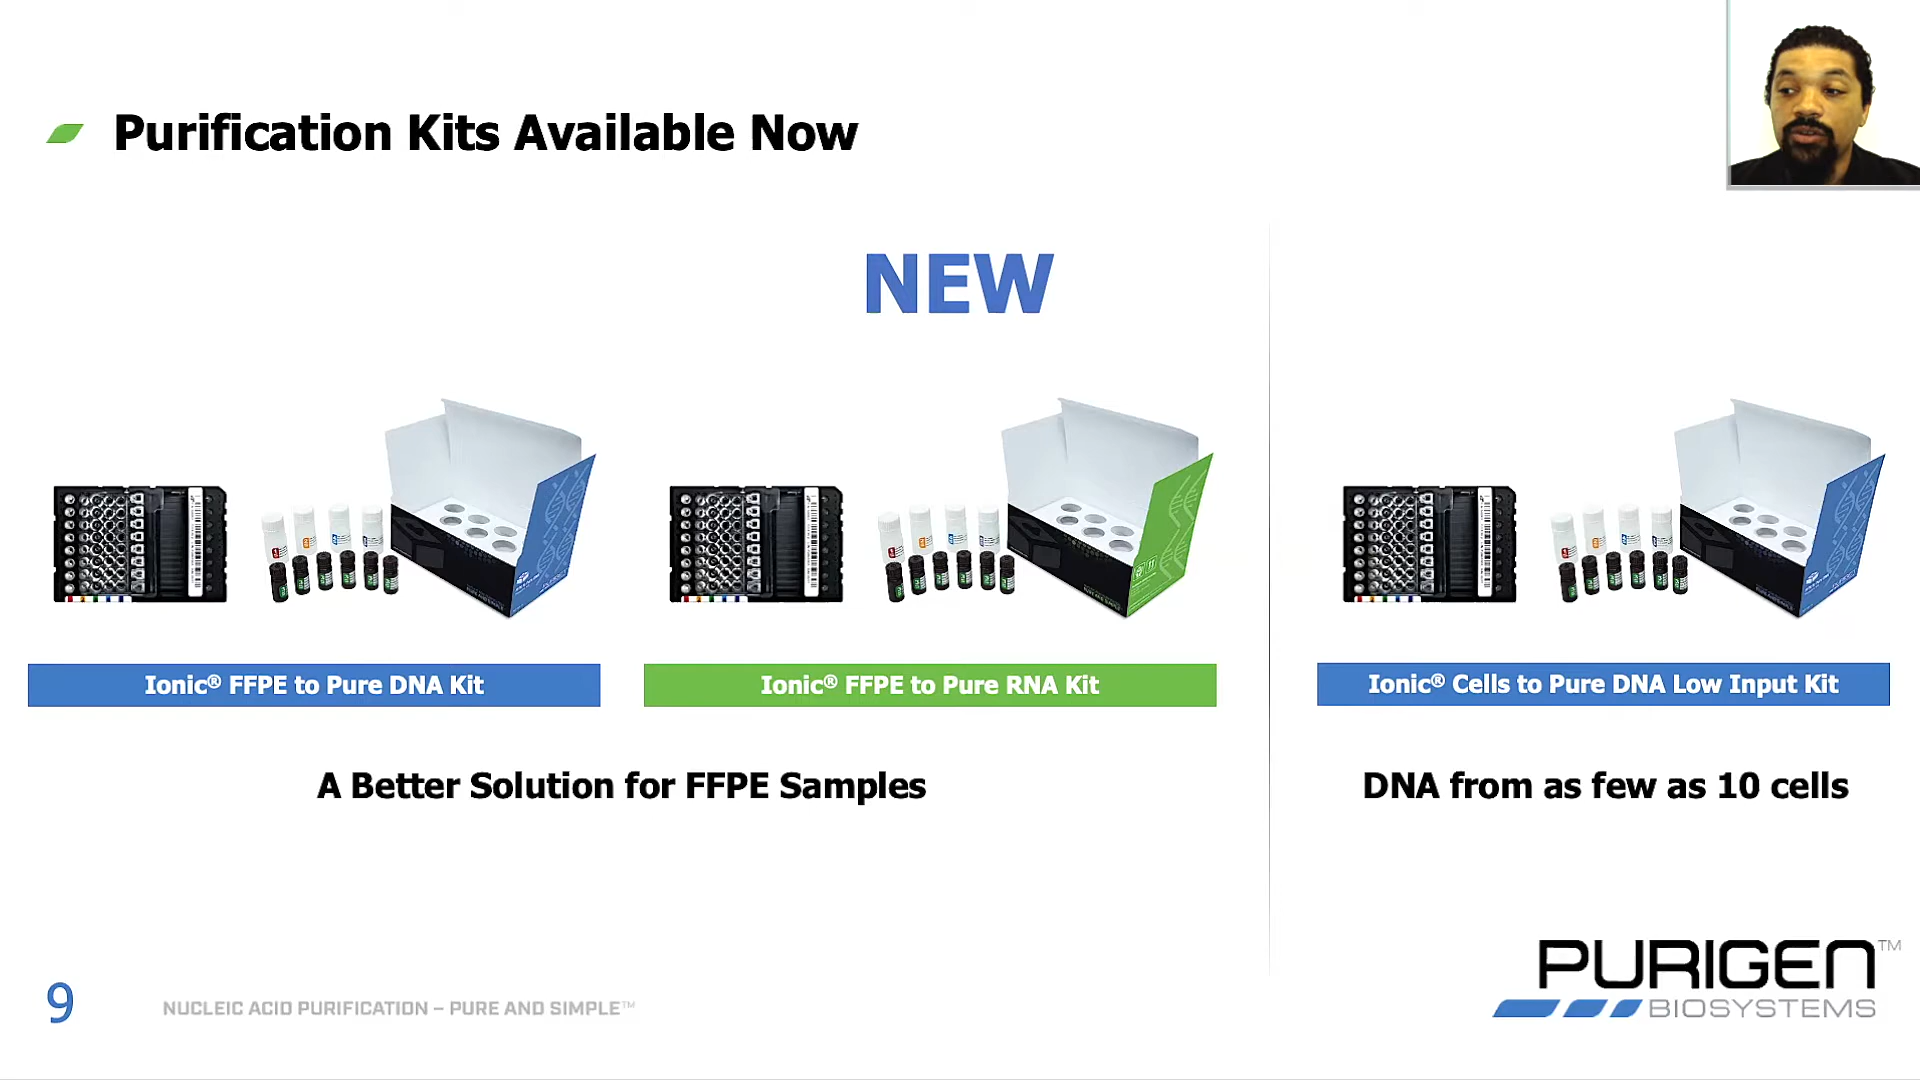 Purification Kits Available Now
NEW
Ionic® FFPE to Pure DNA Kit
Ionic® FFPE to Pure RNA Kit
Ionic® Cells to Pure DNA Low Input Kit
A Better Solution for FFPE Samples
DNA from as few as 10 cells
9
NUCLEIC ACID PURIFICATION – PURE AND SIMPLE™
PURIGEN™
BIOSYSTEMS